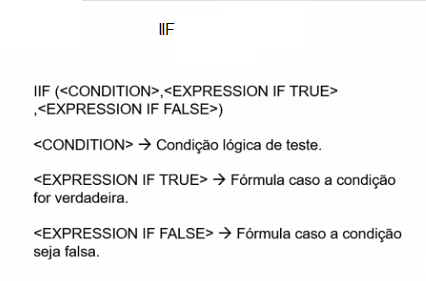 IIF
IIF (<CONDITION>,<EXPRESSION IF TRUE>
,<EXPRESSION IF FALSE>)
<CONDITION> → Condição lógica de teste.
<EXPRESSION IF TRUE> → Fórmula caso a condição
for verdadeira.
<EXPRESSION IF FALSE> → Fórmula caso a condição
seja falsa.